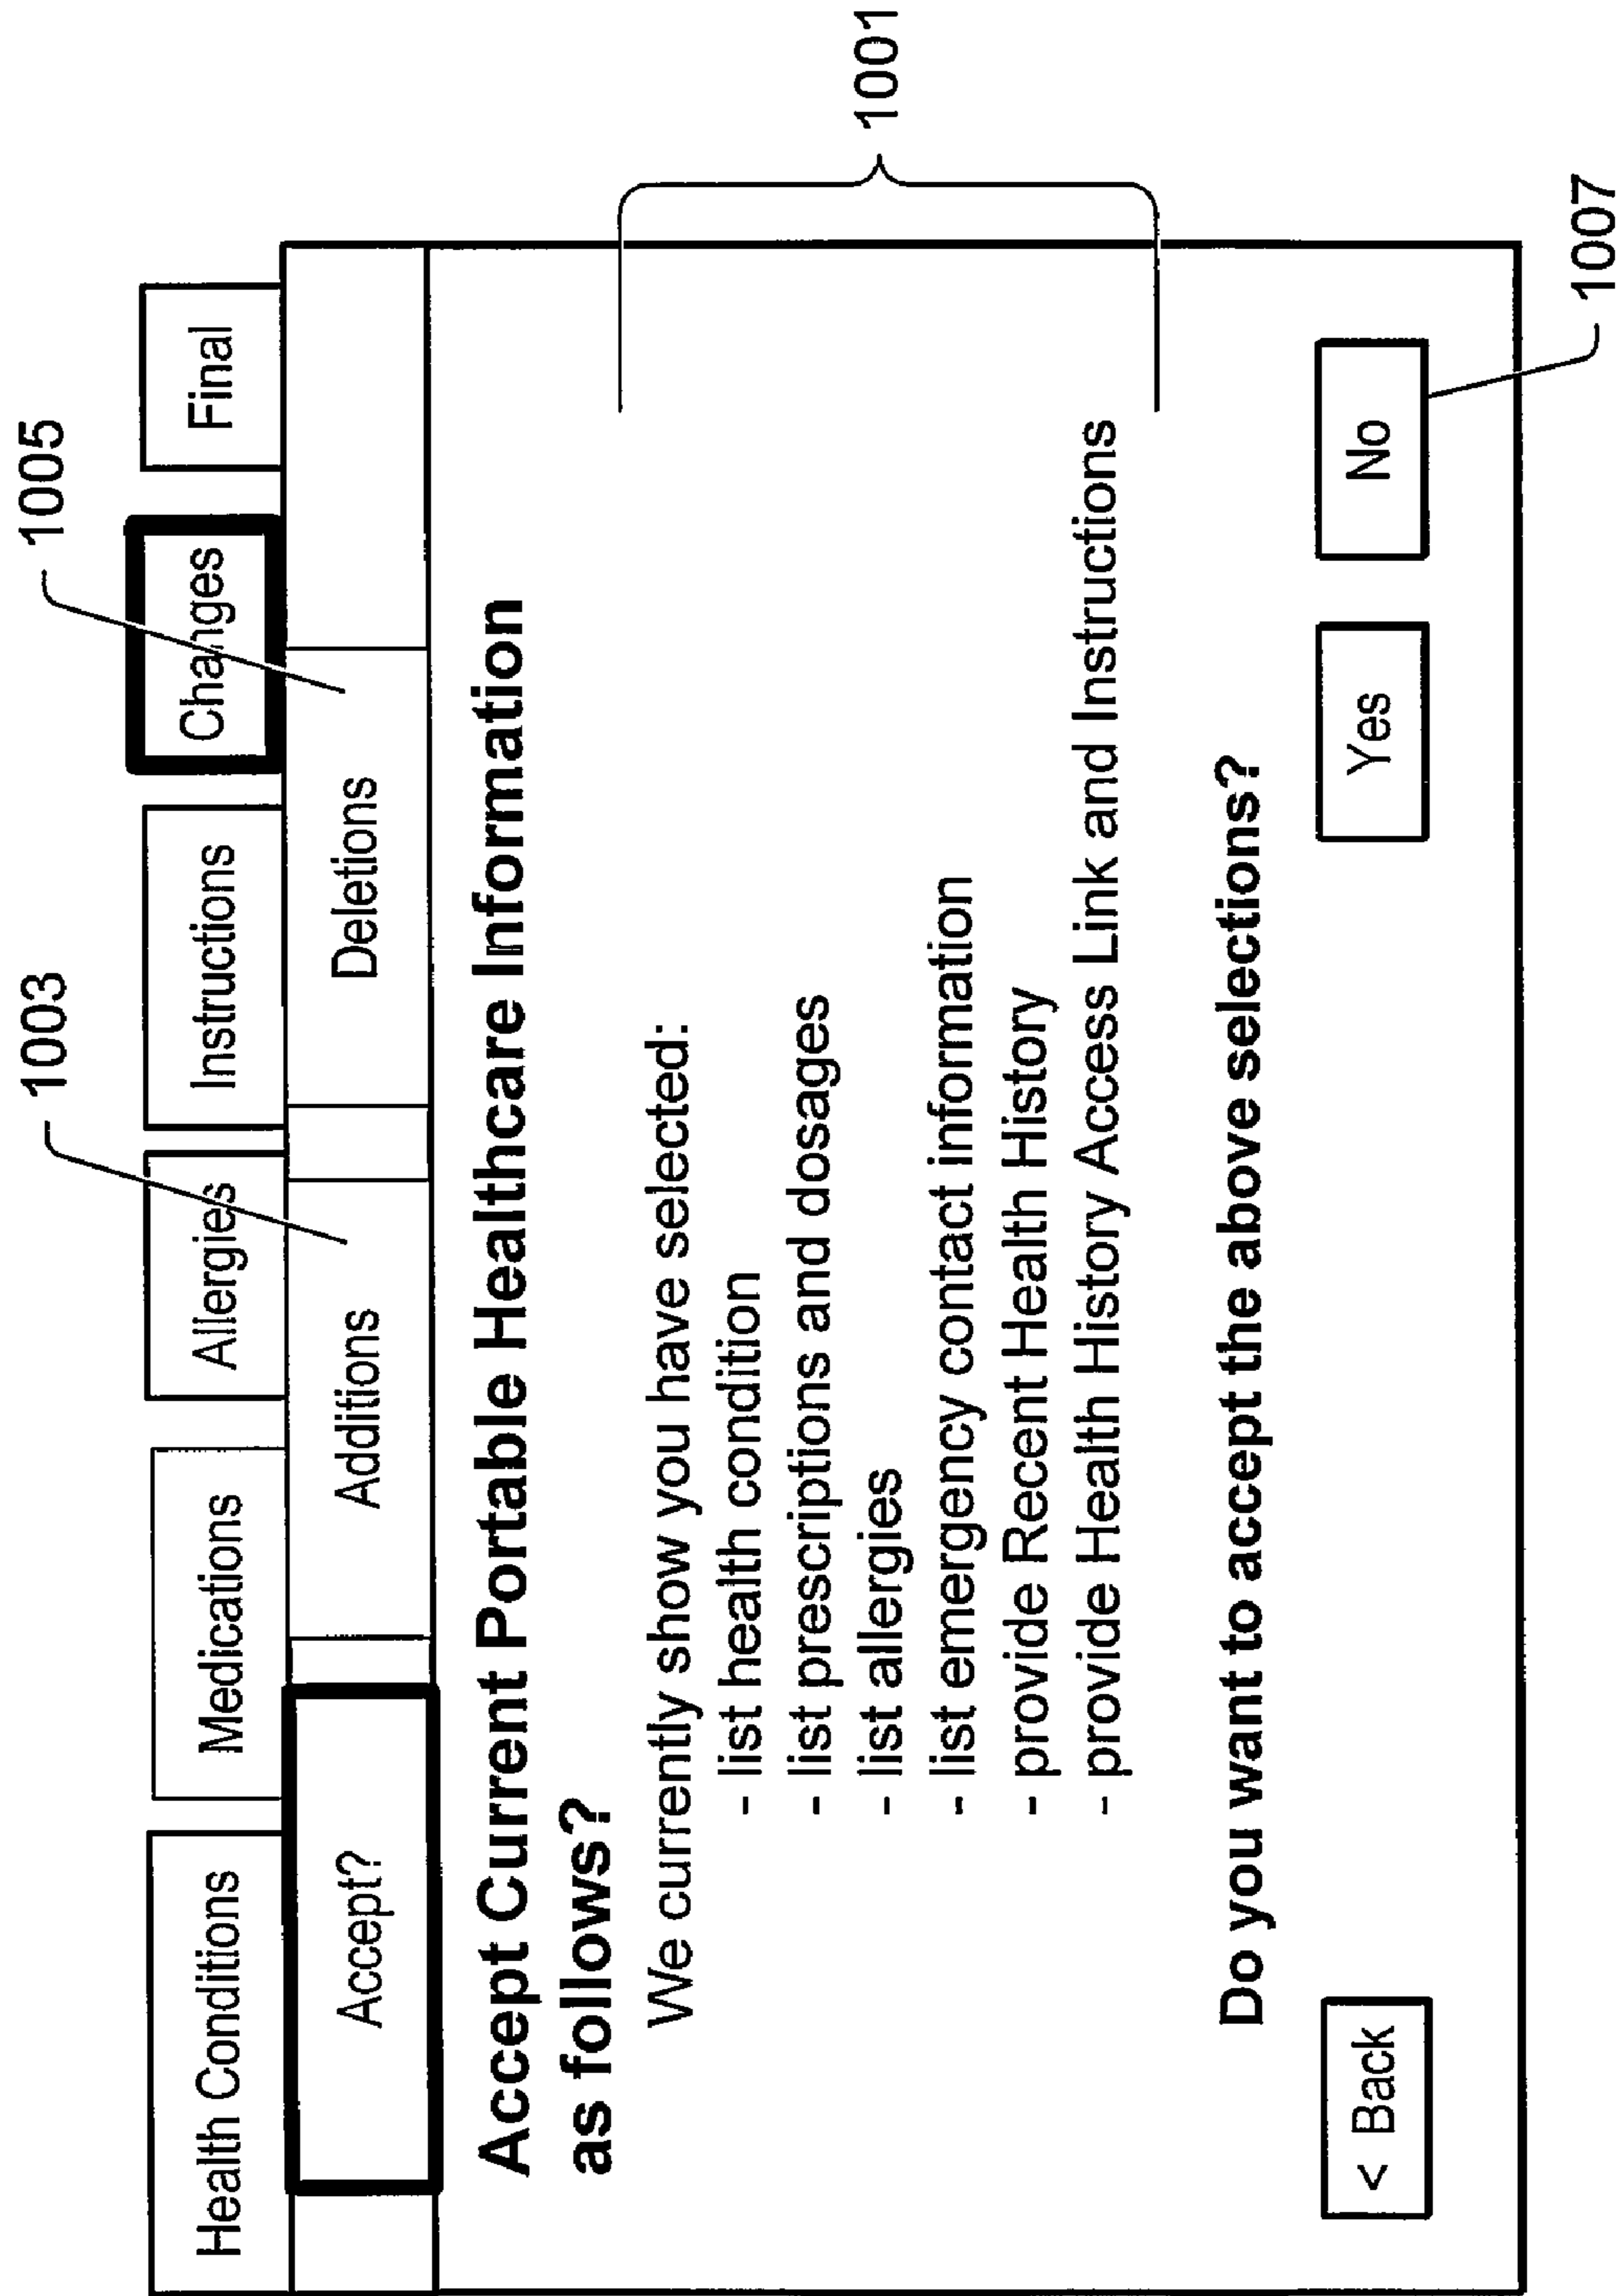 1003
1005
Health Conditions
Medications
Allergies
Instructions
Changes
Final
Accept?
Additions
Deletions
Accept Current Portable Healthcare Information
as follows?
We currently show you have selected:
- list health condition
- list prescriptions and dosages
- list allergies
- list emergency contact information
- provide Recent Health History
- provide Health History Access Link and Instructions
1001
Do you want to accept the above selections?
< Back
Yes
No
1007